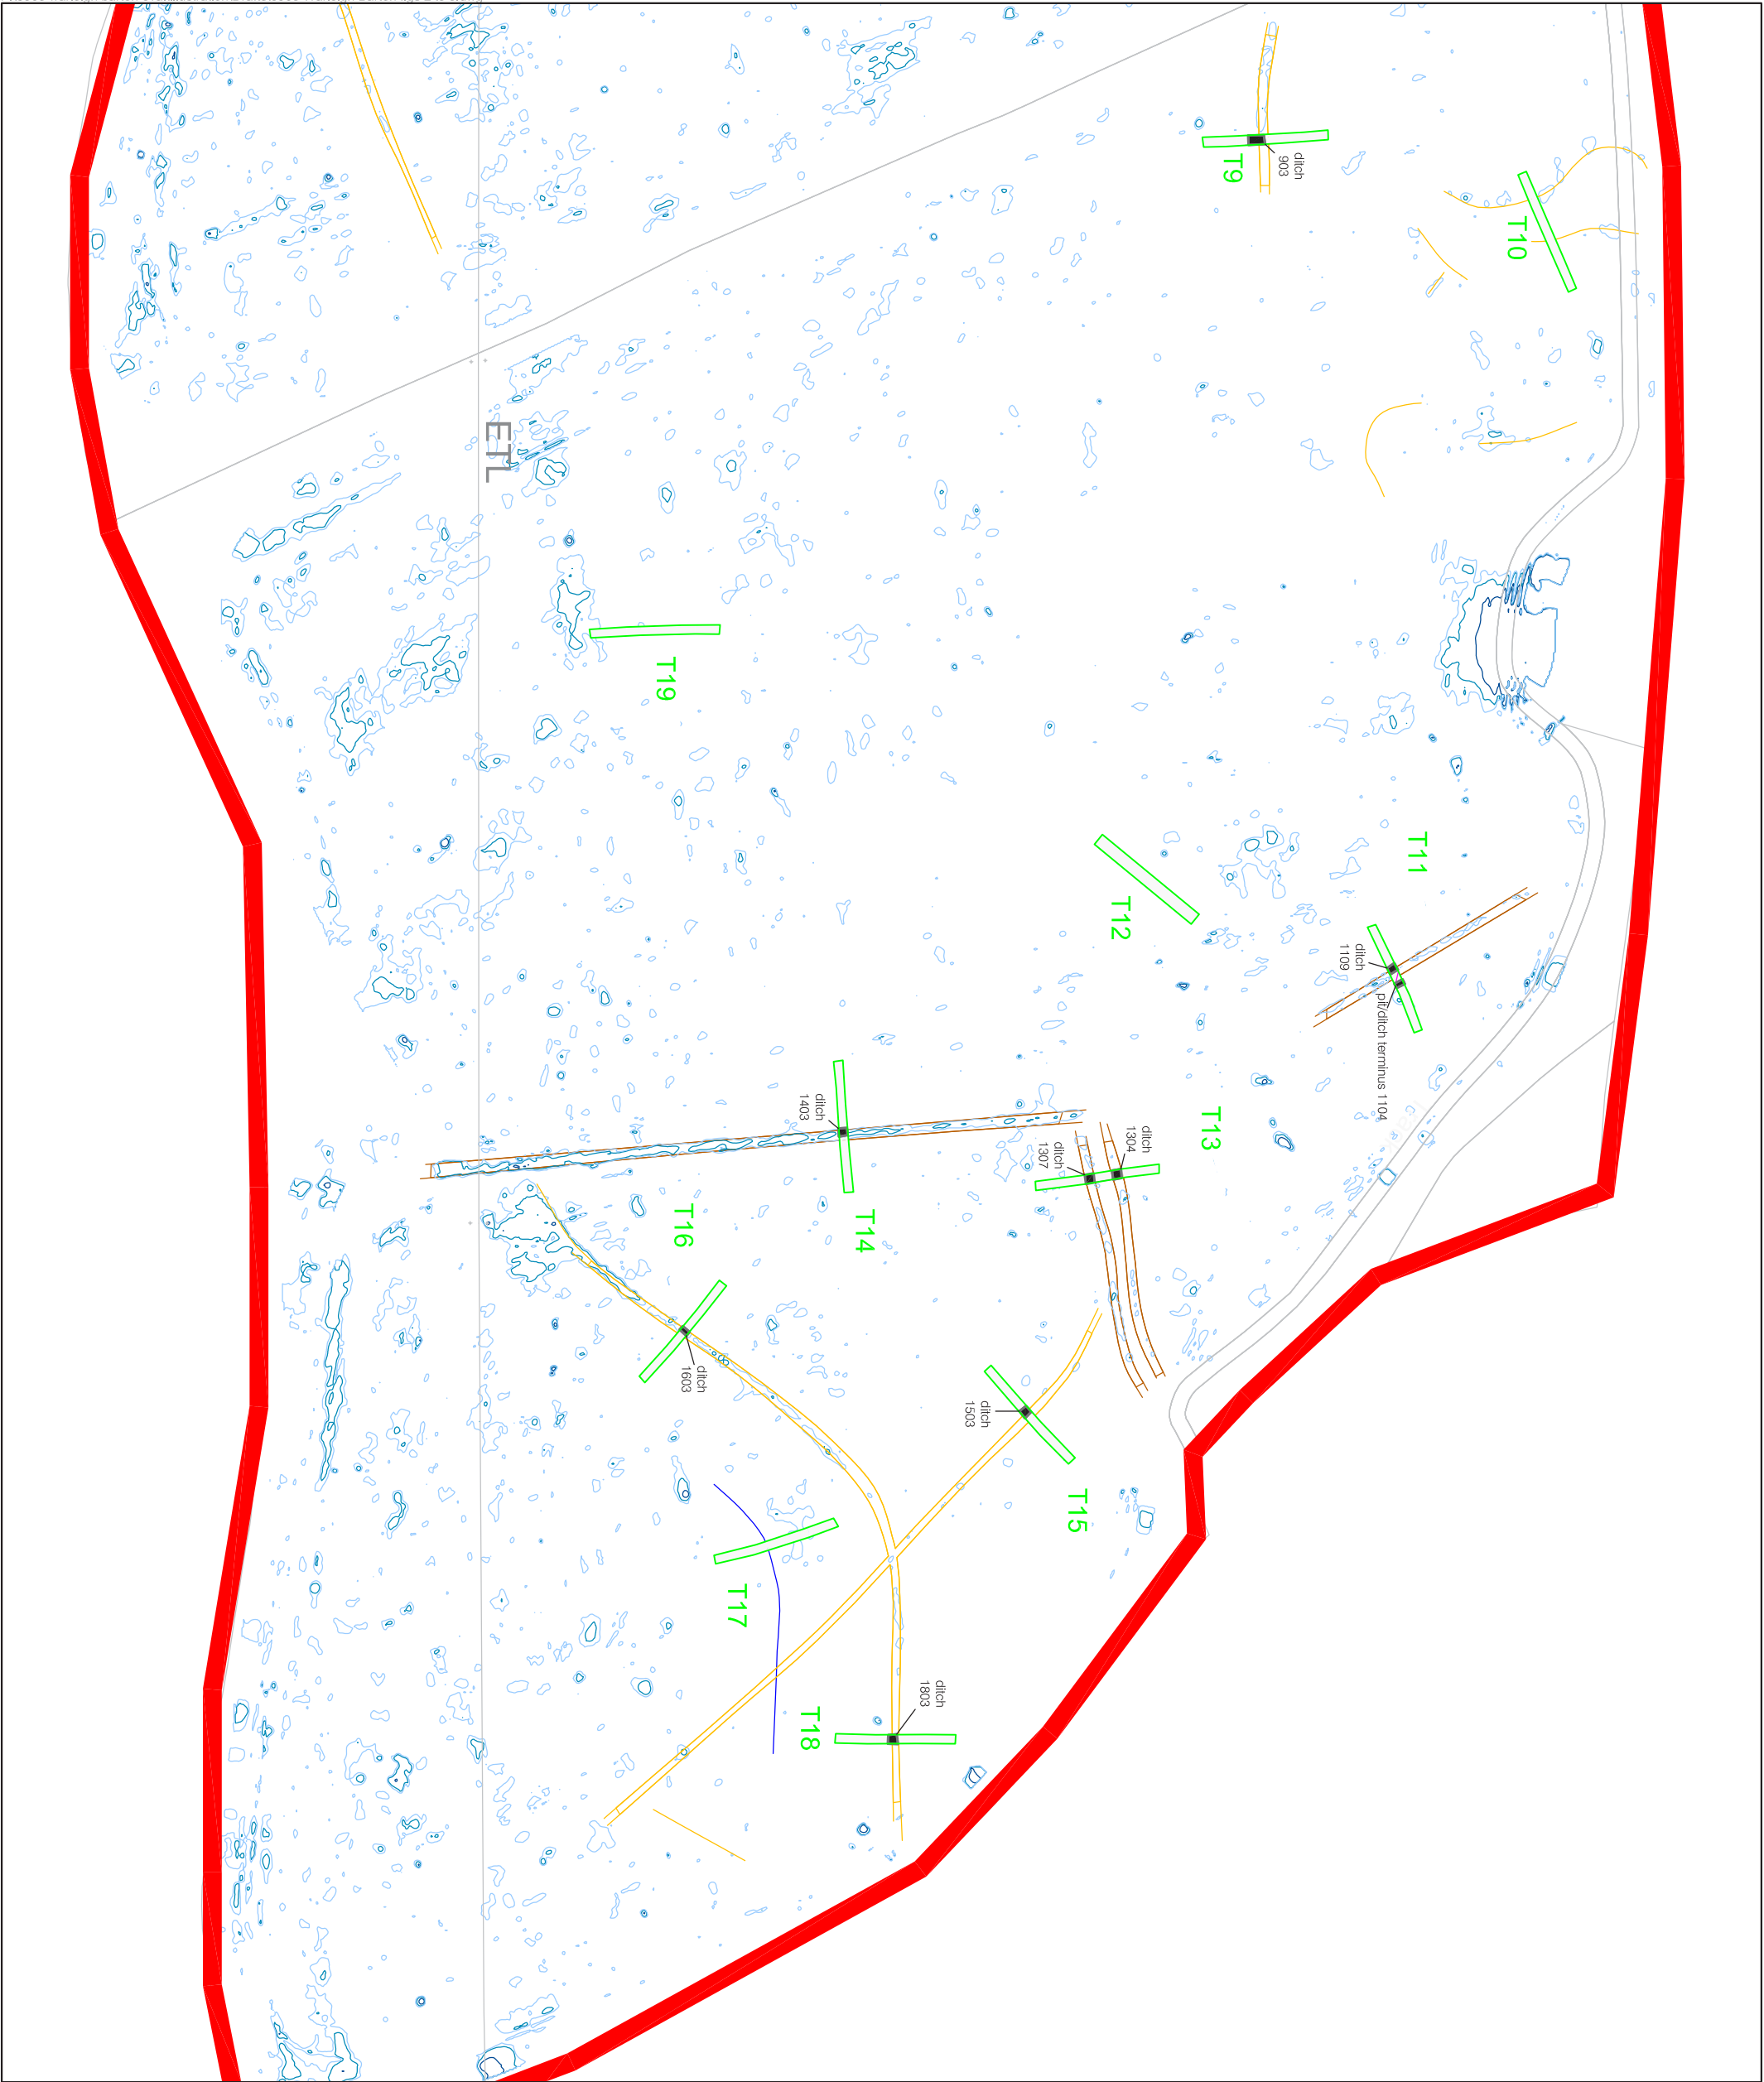 ditch
903
T9
T10
ETL
T19
T11
T12
ditch
1109
pit/ditch terminus 1104
T13
ditch
1403
ditch
1304
ditch
1307
T14
T16
ditch
1603
ditch
1503
T15
T17
ditch
1803
T18